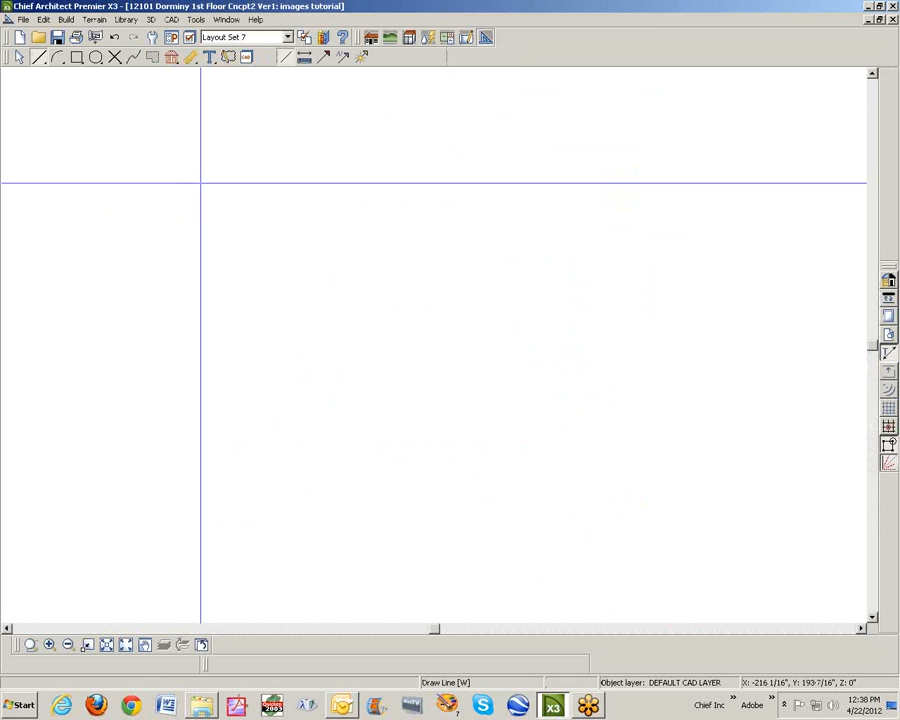 Chief Architect Premier X3 - [12101 Dorminy 1st Floor Cncpt2 Ver1: images tutorial]
File Edit Build Terrain Library 3D CAD Tools Window Help
Layout Set 7
Draw Line [W]
Object layer: DEFAULT CAD LAYER
X: -216 1/16", Y: 193-7/16", Z: 0"
Start
Chief Inc
Adobe
12:38 PM
4/22/2012